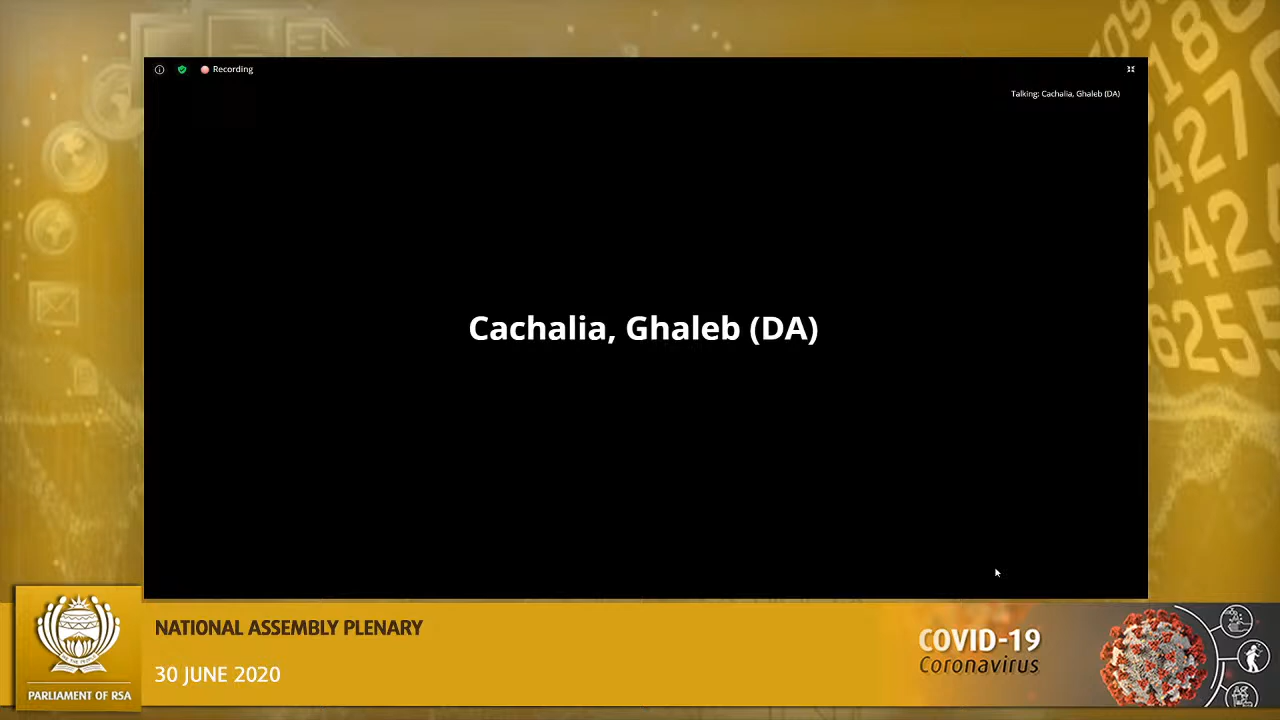 Recording
Talking: Cachalia, Ghaleb (DA)
Cachalia, Ghaleb (DA)
NATIONAL ASSEMBLY PLENARY
30 JUNE 2020
PARLIAMENT OF RSA
COVID-19
Coronavirus